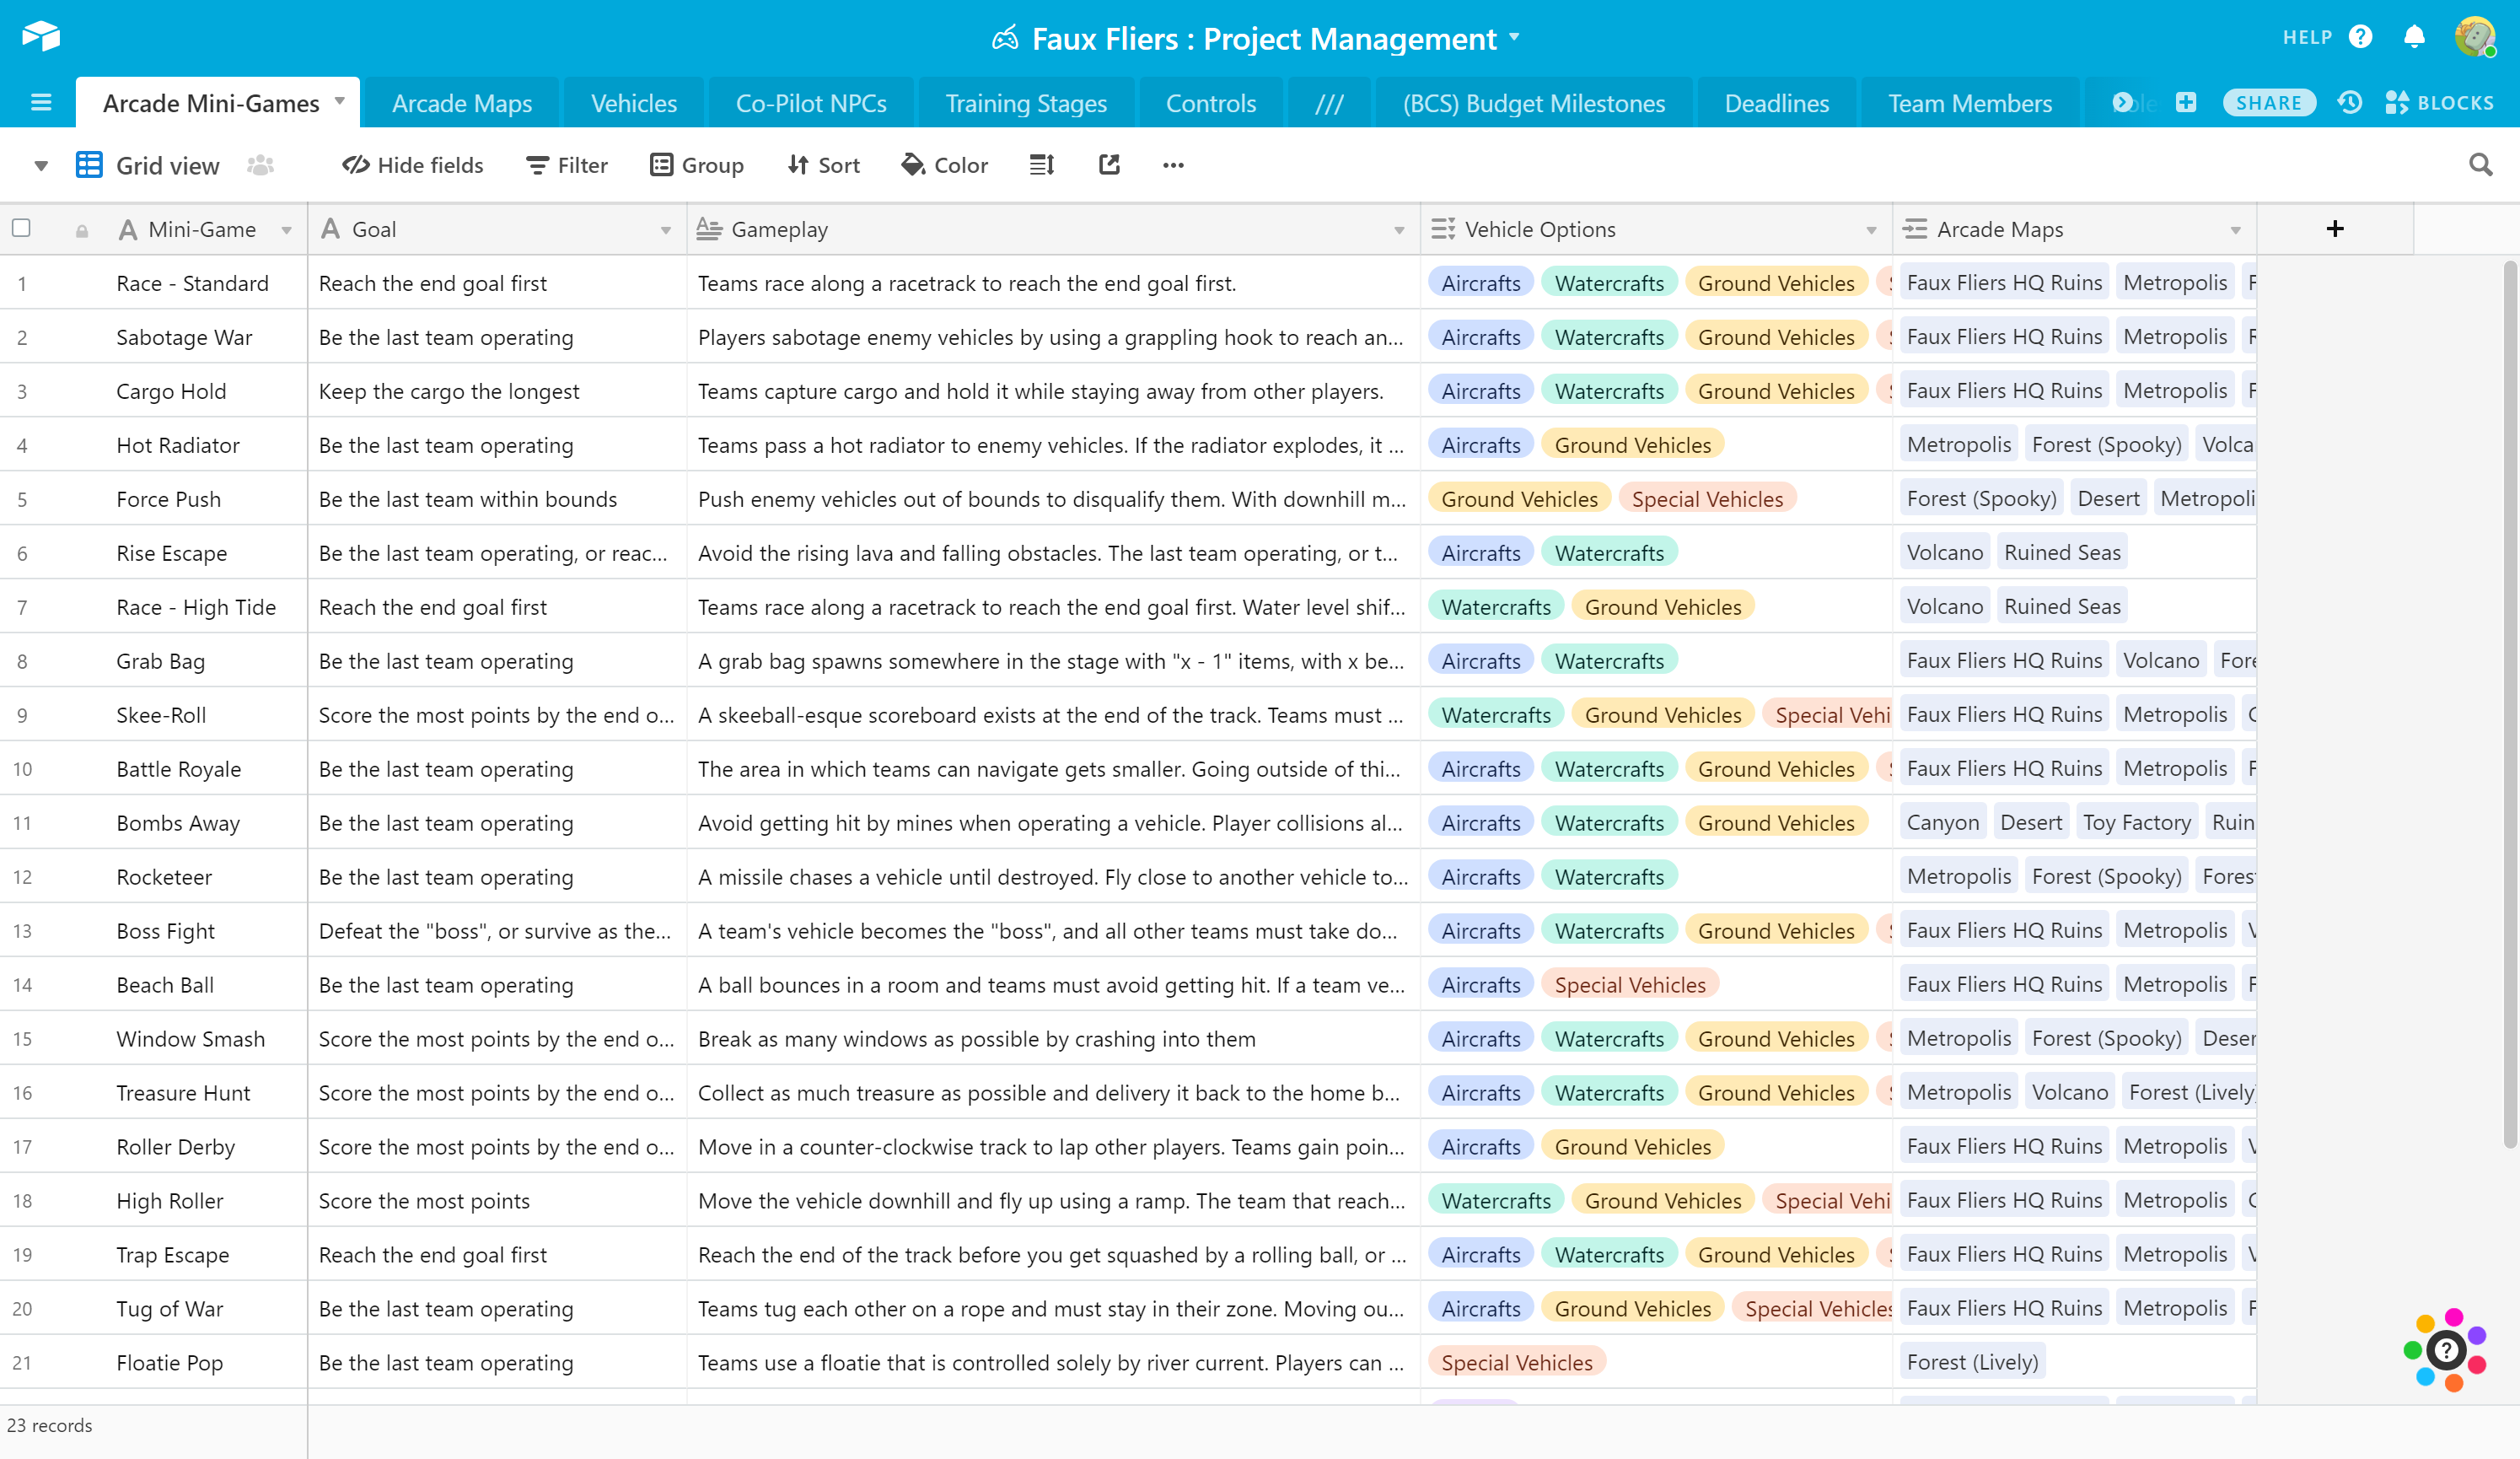 Faux Fliers : Project Management
HELP
Arcade Mini-Games Arcade Maps Vehicles Co-Pilot NPCs Training Stages Controls /// (BCS) Budget Milestones Deadlines Team Members SHARE BLOCKS
Grid view Hide fields Filter Group Sort Color
Mini-Game Goal Gameplay Vehicle Options Arcade Maps +
1 Race - Standard Reach the end goal first Teams race along a racetrack to reach the end goal first. Aircrafts Watercrafts Ground Vehicles Faux Fliers HQ Ruins Metropolis
2 Sabotage War Be the last team operating Players sabotage enemy vehicles by using a grappling hook to reach an... Aircrafts Watercrafts Ground Vehicles Faux Fliers HQ Ruins Metropolis
3 Cargo Hold Keep the cargo the longest Teams capture cargo and hold it while staying away from other players. Aircrafts Watercrafts Ground Vehicles Faux Fliers HQ Ruins Metropolis
4 Hot Radiator Be the last team operating Teams pass a hot radiator to enemy vehicles. If the radiator explodes, it ... Aircrafts Ground Vehicles Metropolis Forest (Spooky) Volca
5 Force Push Be the last team within bounds Push enemy vehicles out of bounds to disqualify them. With downhill m... Ground Vehicles Special Vehicles Forest (Spooky) Desert Metropoli
6 Rise Escape Be the last team operating, or reac... Avoid the rising lava and falling obstacles. The last team operating, or t... Aircrafts Watercrafts Volcano Ruined Seas
7 Race - High Tide Reach the end goal first Teams race along a racetrack to reach the end goal first. Water level shif... Watercrafts Ground Vehicles Volcano Ruined Seas
8 Grab Bag Be the last team operating A grab bag spawns somewhere in the stage with "x - 1" items, with x be... Aircrafts Watercrafts Faux Fliers HQ Ruins Volcano Fore
9 Skee-Roll Score the most points by the end o... A skeeball-esque scoreboard exists at the end of the track. Teams must ... Watercrafts Ground Vehicles Special Vehi Faux Fliers HQ Ruins Metropolis
10 Battle Royale Be the last team operating The area in which teams can navigate gets smaller. Going outside of thi... Aircrafts Watercrafts Ground Vehicles Faux Fliers HQ Ruins Metropolis
11 Bombs Away Be the last team operating Avoid getting hit by mines when operating a vehicle. Player collisions al... Aircrafts Watercrafts Ground Vehicles Canyon Desert Toy Factory Ruin
12 Rocketeer Be the last team operating A missile chases a vehicle until destroyed. Fly close to another vehicle to... Aircrafts Watercrafts Metropolis Forest (Spooky) Fores
13 Boss Fight Defeat the "boss", or survive as the... A team's vehicle becomes the "boss", and all other teams must take do... Aircrafts Watercrafts Ground Vehicles Faux Fliers HQ Ruins Metropolis
14 Beach Ball Be the last team operating A ball bounces in a room and teams must avoid getting hit. If a team ve... Aircrafts Special Vehicles Faux Fliers HQ Ruins Metropolis
15 Window Smash Score the most points by the end o... Break as many windows as possible by crashing into them Aircrafts Watercrafts Ground Vehicles Metropolis Forest (Spooky) Deser
16 Treasure Hunt Score the most points by the end o... Collect as much treasure as possible and delivery it back to the home b... Aircrafts Watercrafts Ground Vehicles Metropolis Volcano Forest (Lively)
17 Roller Derby Score the most points by the end o... Move in a counter-clockwise track to lap other players. Teams gain poin... Aircrafts Ground Vehicles Faux Fliers HQ Ruins Metropolis
18 High Roller Score the most points Move the vehicle downhill and fly up using a ramp. The team that reach... Watercrafts Ground Vehicles Special Vehi Faux Fliers HQ Ruins Metropolis
19 Trap Escape Reach the end goal first Reach the end of the track before you get squashed by a rolling ball, or ... Aircrafts Watercrafts Ground Vehicles Faux Fliers HQ Ruins Metropolis
20 Tug of War Be the last team operating Teams tug each other on a rope and must stay in their zone. Moving ou... Aircrafts Ground Vehicles Special Vehicles Faux Fliers HQ Ruins Metropolis
21 Floatie Pop Be the last team operating Teams use a floatie that is controlled solely by river current. Players can ... Special Vehicles Forest (Lively)
23 records